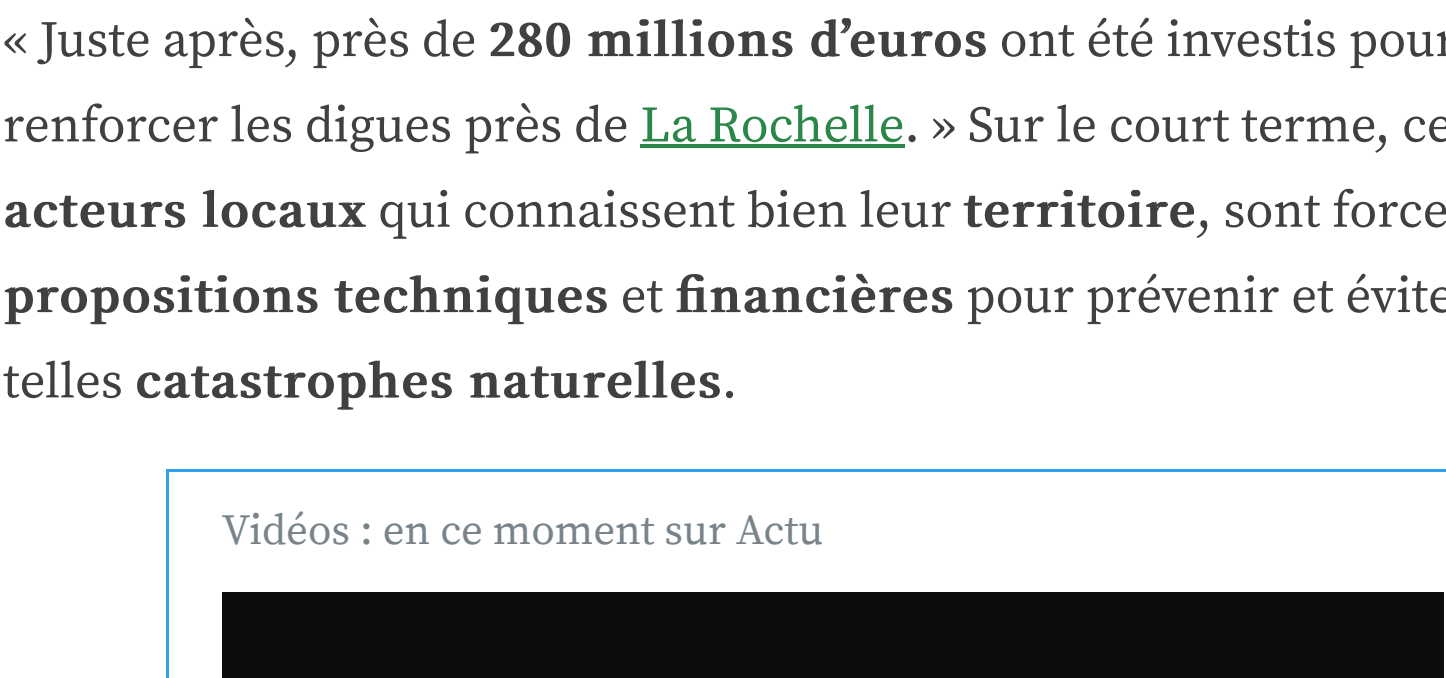 « Juste après, près de 280 millions d’euros ont été investis pour
renforcer les digues près de La Rochelle. » Sur le court terme, ce
acteurs locaux qui connaissent bien leur territoire, sont force
propositions techniques et financières pour prévenir et évite
telles catastrophes naturelles.
Vidéos : en ce moment sur Actu